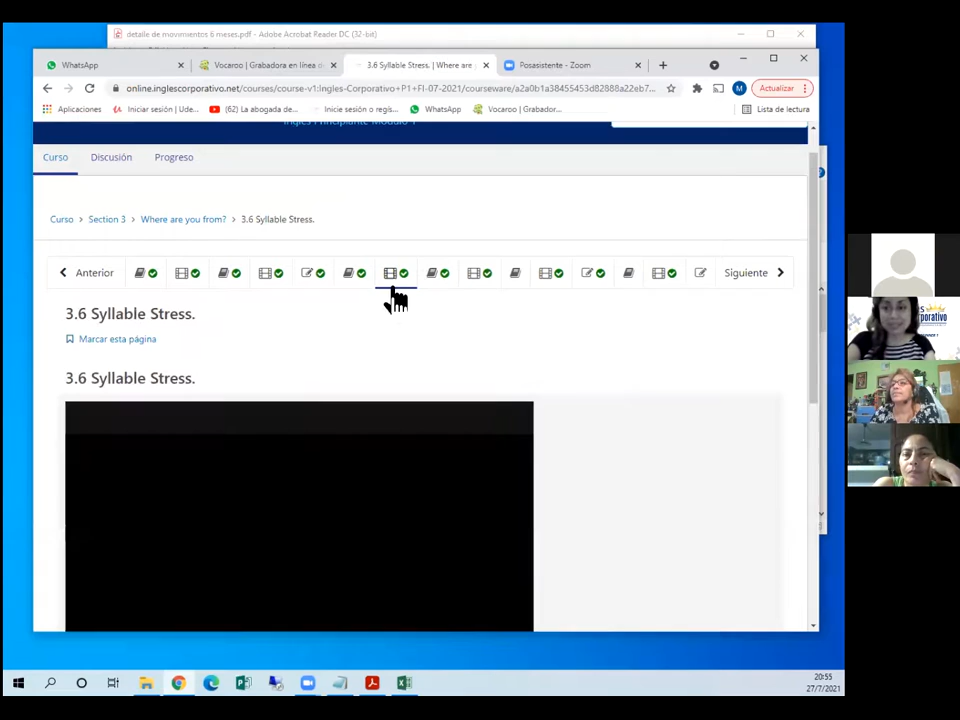 detalle de movimientos 6 meses.pdf - Adobe Acrobat Reader DC (32-bit)
WhatsApp
Vocaroo | Grabadora en línea d
3.6 Syllable Stress. | Where are
Posasistente - Zoom
online.inglescorporativo.net/courses/course-v1:Ingles-Corporativo+P1+FI-07-2021/courseware/a2a0b1a38455453d82888a22eb7...
M
Actualizar
Aplicaciones
Iniciar sesión | Ude...
(62) La abogada de...
Inicie sesión o regis...
WhatsApp
Vocaroo | Grabador...
Lista de lectura
Inglés Principiante Módulo 1
Curso
Discusión
Progreso
Curso > Section 3 > Where are you from? > 3.6 Syllable Stress.
Anterior
Siguiente
3.6 Syllable Stress.
Marcar esta página
3.6 Syllable Stress.
20:55
27/7/2021